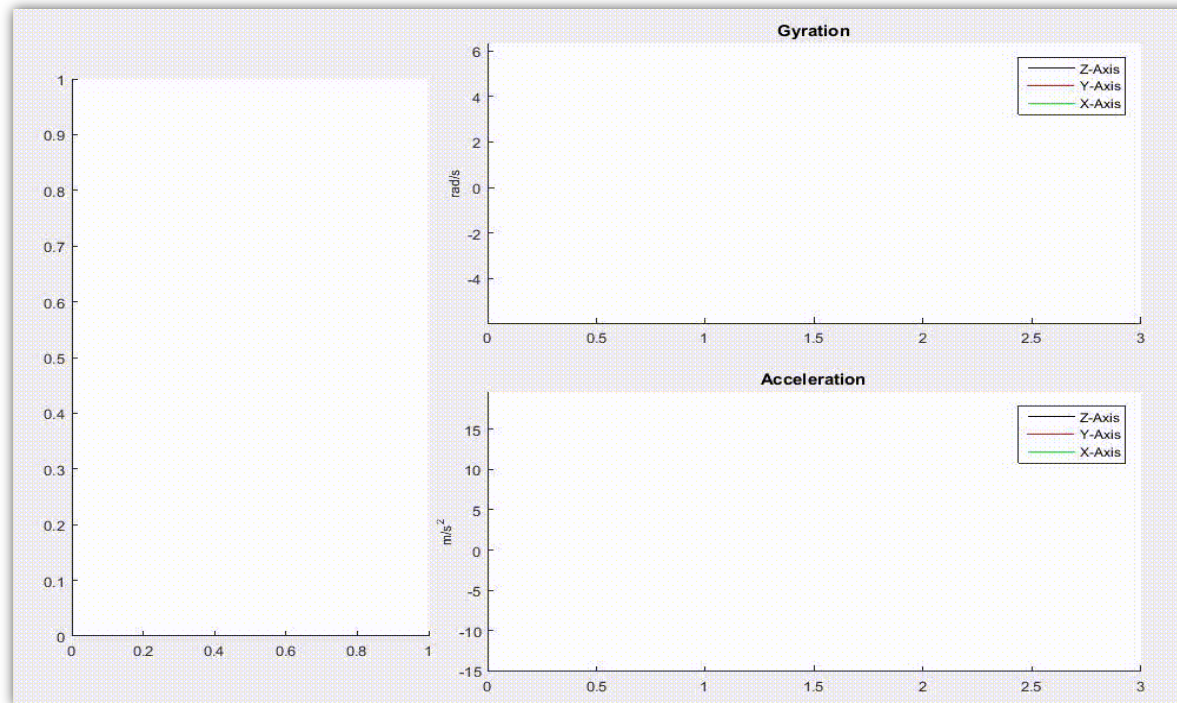 1
0.9
0.8
0.7
0.6
0.5
0.4
0.3
0.2
0.1
0
0 0.2 0.4 0.6 0.8 1
Gyration
6
4
2
0
-2
-4
rad/s
Z-Axis
Y-Axis
X-Axis
0 0.5 1 1.5 2 2.5 3
Acceleration
15
10
5
0
-5
-10
-15
m/s²
Z-Axis
Y-Axis
X-Axis
0 0.5 1 1.5 2 2.5 3